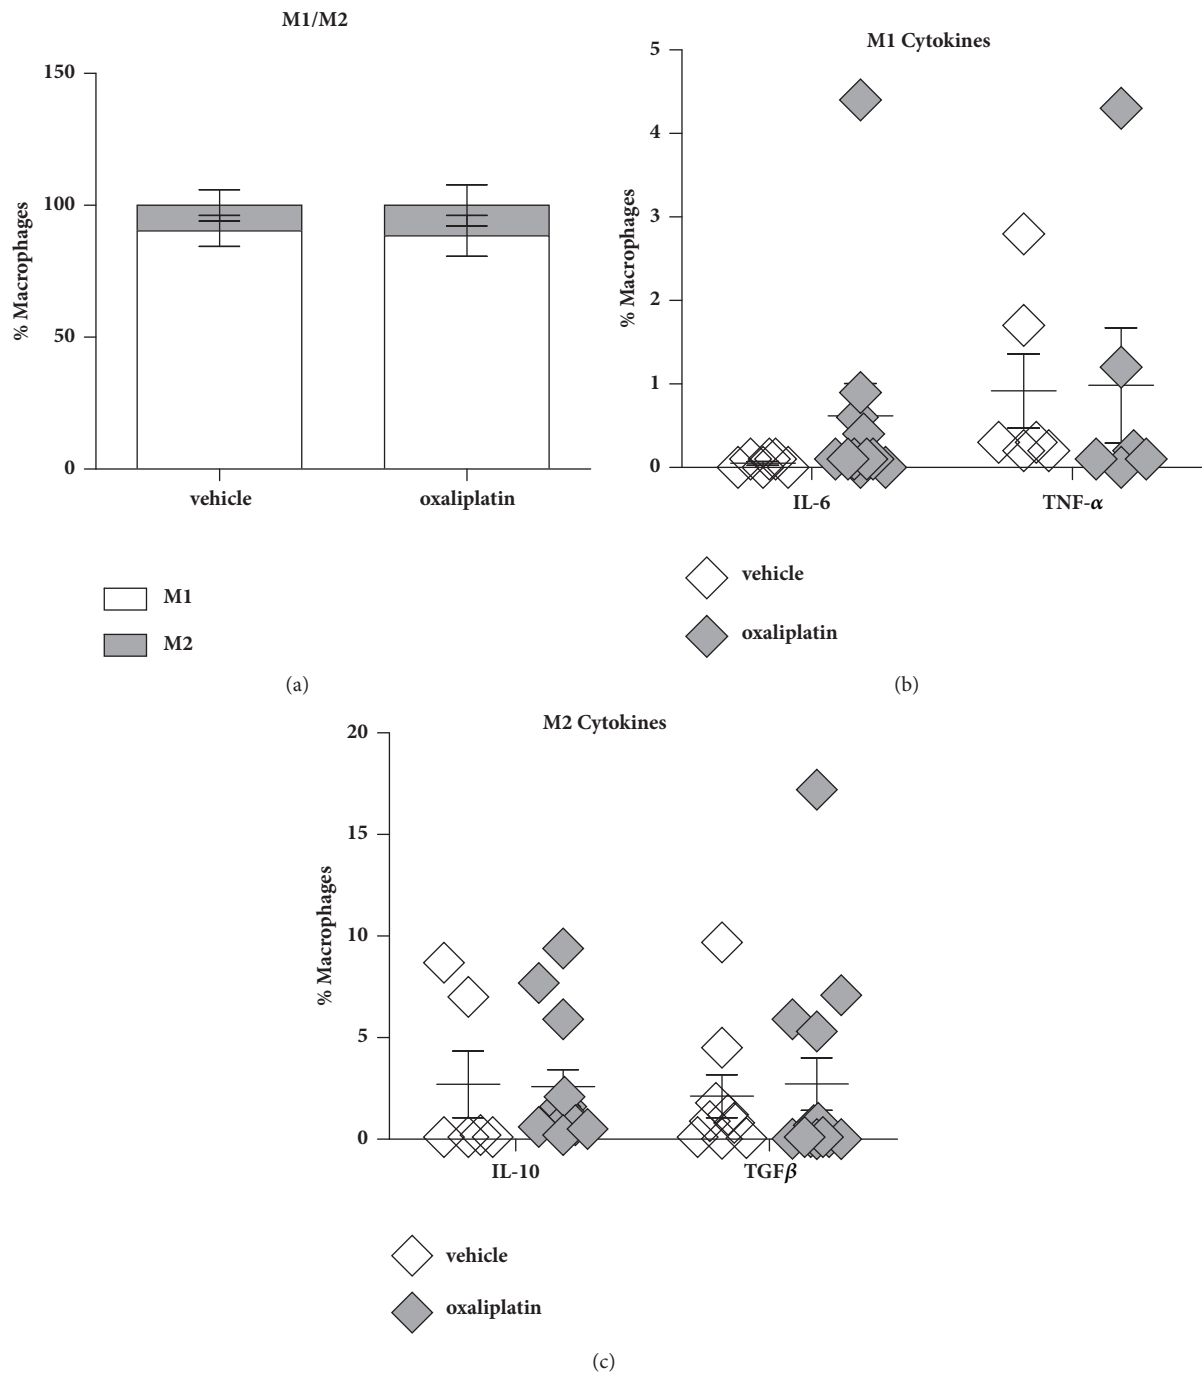 M1/M2
150
100
50
0
% Macrophages
vehicle
oxaliplatin
M1
M2
(a)
M1 Cytokines
5
4
3
2
1
0
% Macrophages
IL-6
TNF-α
vehicle
oxaliplatin
(b)
M2 Cytokines
20
15
10
5
0
% Macrophages
IL-10
TGFβ
vehicle
oxaliplatin
(c)